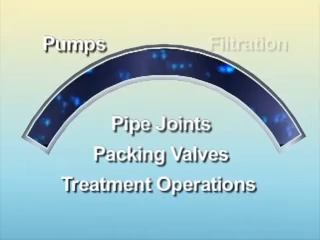 Pumps Filtration
Pipe Joints
Packing Valves
Treatment Operations